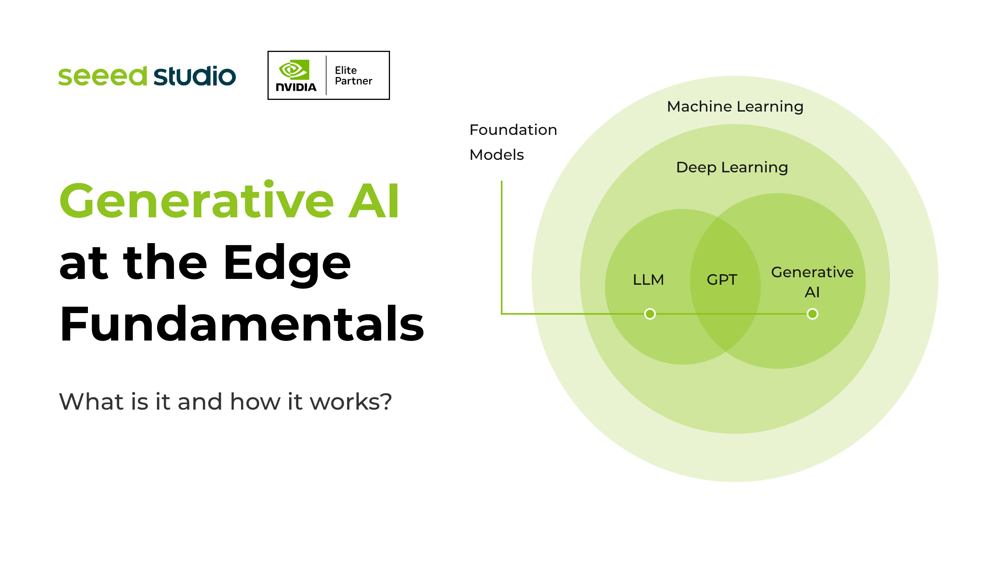 seeed studio
NVIDIA
Elite
Partner
Generative AI
at the Edge
Fundamentals
What is it and how it works?
Foundation
Models
Machine Learning
Deep Learning
LLM
GPT
Generative
AI